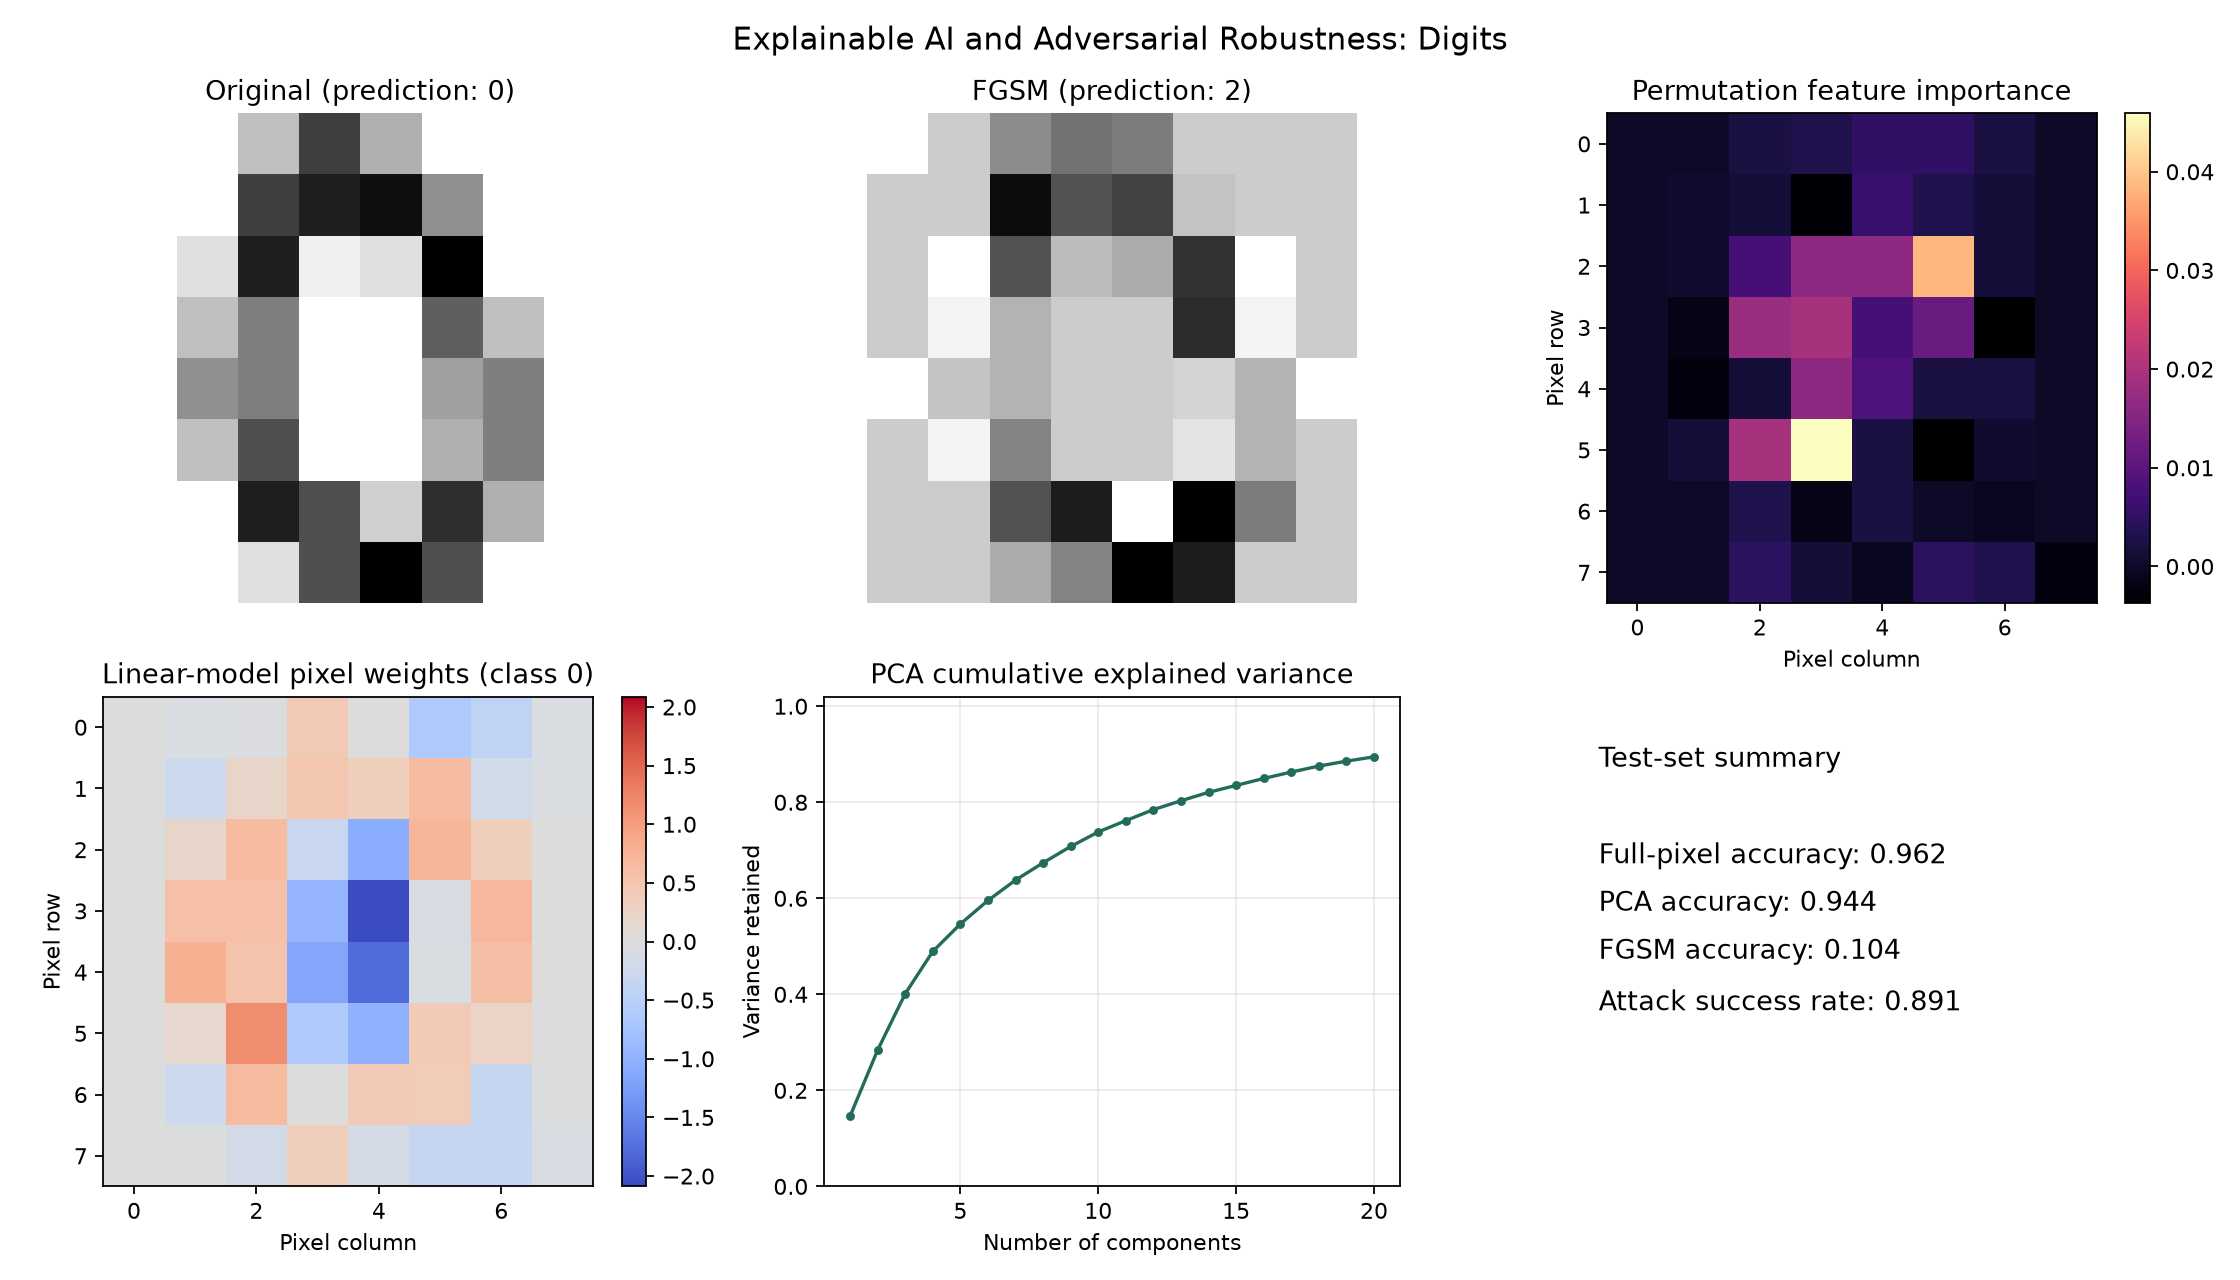 Explainable AI and Adversarial Robustness: Digits
Original (prediction: 0)
FGSM (prediction: 2)
Permutation feature importance
0
1
2
3
4
5
6
7
Pixel row
0 2 4 6
Pixel column
0.04
0.03
0.02
0.01
0.00
Linear-model pixel weights (class 0)
0
1
2
3
4
5
6
7
Pixel row
0 2 4 6
Pixel column
2.0
1.5
1.0
0.5
0.0
−0.5
−1.0
−1.5
−2.0
PCA cumulative explained variance
1.0
0.8
0.6
0.4
0.2
0.0
Variance retained
5 10 15 20
Number of components
Test-set summary
Full-pixel accuracy: 0.962
PCA accuracy: 0.944
FGSM accuracy: 0.104
Attack success rate: 0.891